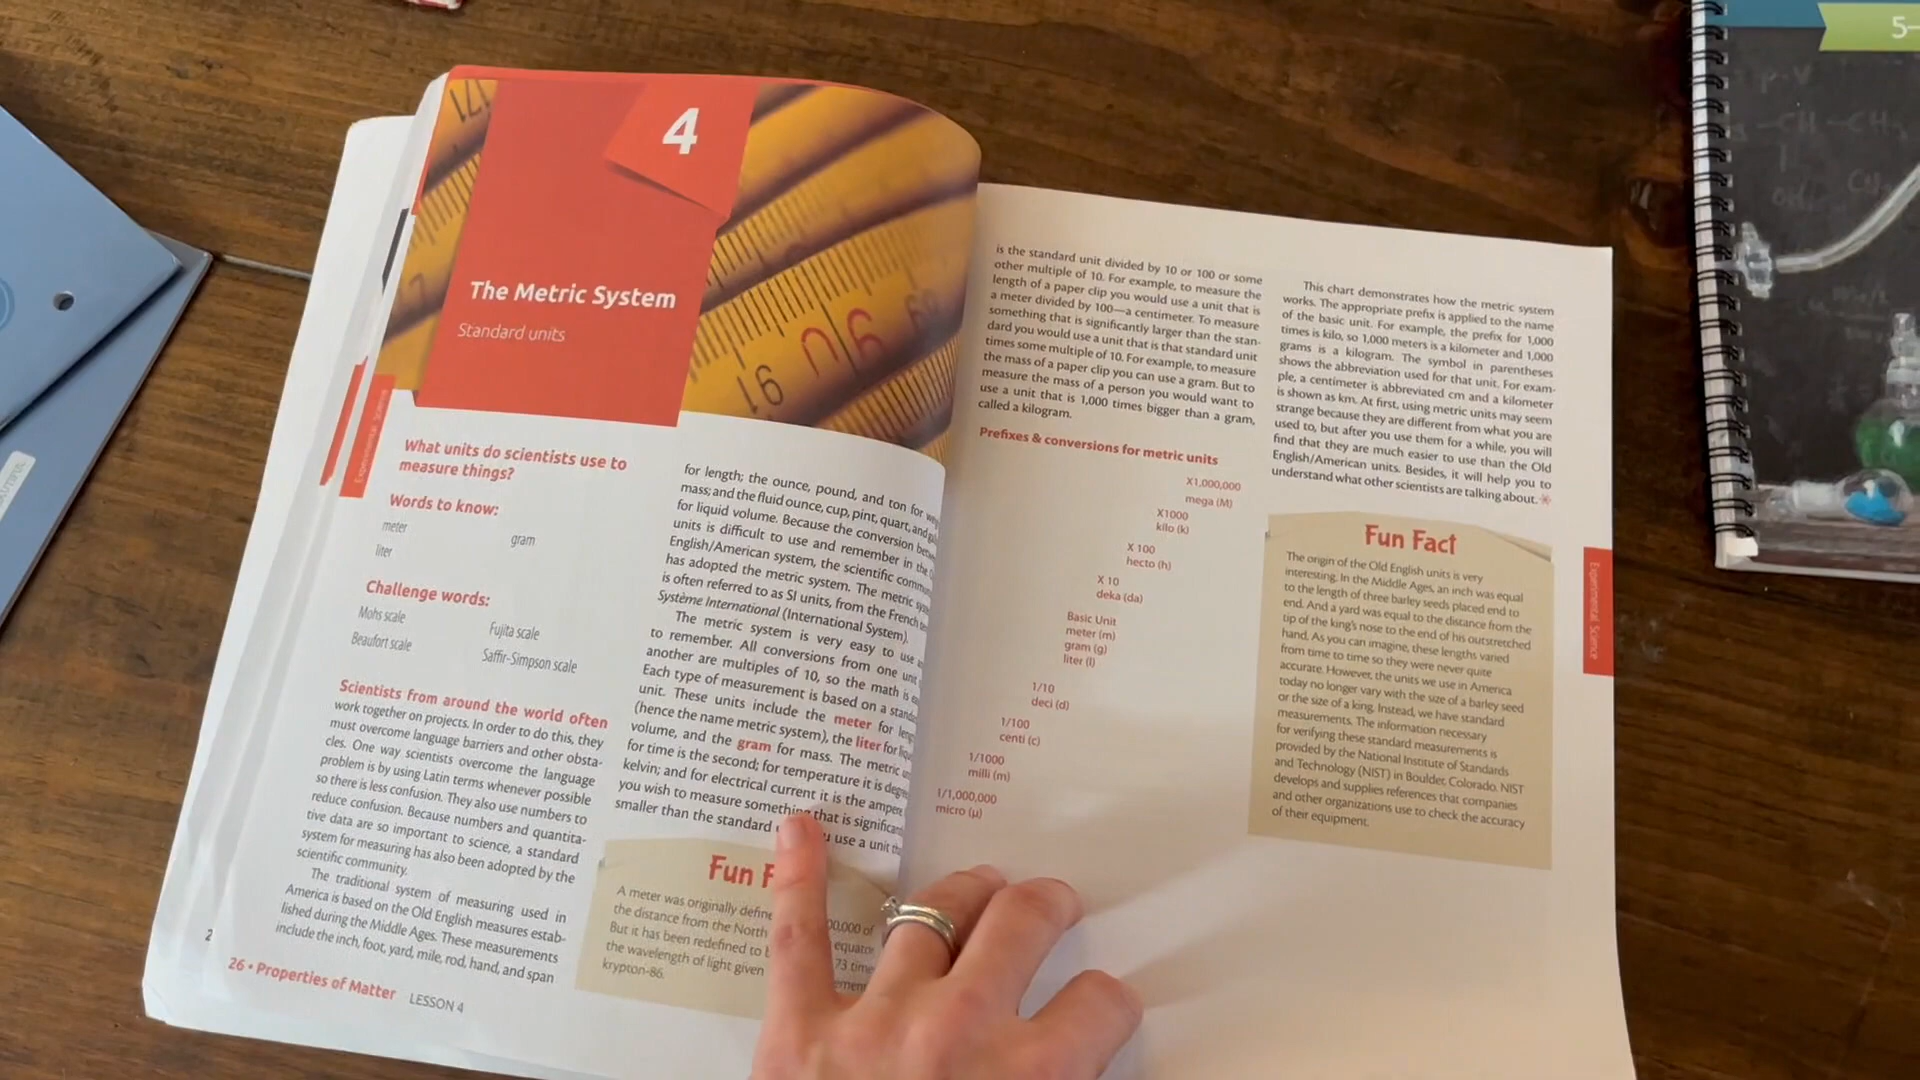 4
The Metric System
Standard units
Experimental Science
What units do scientists use to
measure things?
Words to know:
meter
gram
liter
Challenge words:
Mohs scale
Fujita scale
Beaufort scale
Saffir-Simpson scale
Scientists from around the world often
work together on projects. In order to do this, they
must overcome language barriers and other obsta-
cles. One way scientists overcome the language
problem is by using Latin terms whenever possible
so there is less confusion. They also use numbers to
reduce confusion. Because numbers and quantita-
tive data are so important to science, a standard
system for measuring has also been adopted by the
scientific community.
The traditional system of measuring used in
America is based on the Old English measures estab-
lished during the Middle Ages. These measurements
include the inch, foot, yard, mile, rod, hand, and span
26 • Properties of Matter LESSON 4
for length; the ounce, pound, and ton for
mass; and the fluid ounce, cup, pint, quart, and
for liquid volume. Because the conversion
units is difficult to use and remember in the
English/American system, the scientific
has adopted the metric system. The metric
is often referred to as SI units, from the French
Système International (International System).
The metric system is very easy to use
to remember. All conversions from one unit
another are multiples of 10, so the math is
Each type of measurement is based on a
unit. These units include the meter for
(hence the name metric system), the liter for
volume, and the gram for mass. The metric
for time is the second; for temperature it is
kelvin; and for electrical current it is the ampere
you wish to measure something that is
smaller than the standard use a unit
Fun
A meter was originally 00,000 of
the distance from the North equator
But it has been redefined to 73
the wavelength of light given
krypton-86.
is the standard unit divided by 10 or 100 or some
other multiple of 10. For example, to measure the
length of a paper clip you would use a unit that is
a meter divided by 100—a centimeter. To measure
something that is significantly larger than the stan-
dard you would use a unit that is that standard unit
times some multiple of 10. For example, to measure
the mass of a paper clip you can use a gram. But to
measure the mass of a person you would want to
use a unit that is 1,000 times bigger than a gram,
called a kilogram.
Prefixes & conversions for metric units
X1,000,000
mega (M)
X1000
kilo (k)
X 100
hecto (h)
X 10
deka (da)
Basic Unit
meter (m)
gram (g)
liter (l)
1/10
deci (d)
1/100
centi (c)
1/1000
milli (m)
1/1,000,000
micro (µ)
This chart demonstrates how the metric system
works. The appropriate prefix is applied to the name
of the basic unit. For example, the prefix for 1,000
times is kilo, so 1,000 meters is a kilometer and 1,000
grams is a kilogram. The symbol in parentheses
shows the abbreviation used for that unit. For exam-
ple, a centimeter is abbreviated cm and a kilometer
is shown as km. At first, using metric units may seem
strange because they are different from what you are
used to, but after you use them for a while, you will
find that they are much easier to use than the Old
English/American units. Besides, it will help you to
understand what other scientists are talking about.
Fun Fact
The origin of the Old English units is very
interesting. In the Middle Ages, an inch was equal
to the length of three barley seeds placed end to
end. And a yard was equal to the distance from the
tip of the king's nose to the end of his outstretched
hand. As you can imagine, these lengths varied
from time to time so they were never quite
accurate. However, the units we use in America
today no longer vary with the size of a barley seed
or the size of a king. Instead, we have standard
measurements. The information necessary
for verifying these standard measurements is
provided by the National Institute of Standards
and Technology (NIST) in Boulder, Colorado. NIST
develops and supplies references that companies
and other organizations use to check the accuracy
of their equipment.
Experimental Science
5–